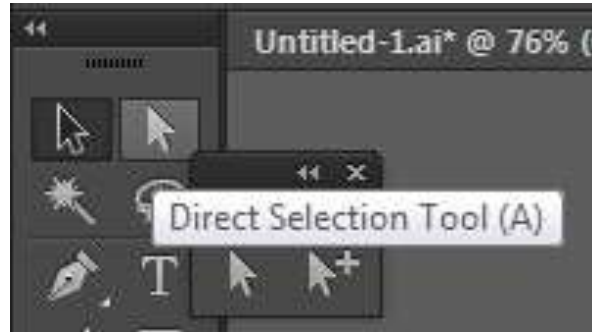 Untitled-1.ai* @ 76% (
Direct Selection Tool (A)
T